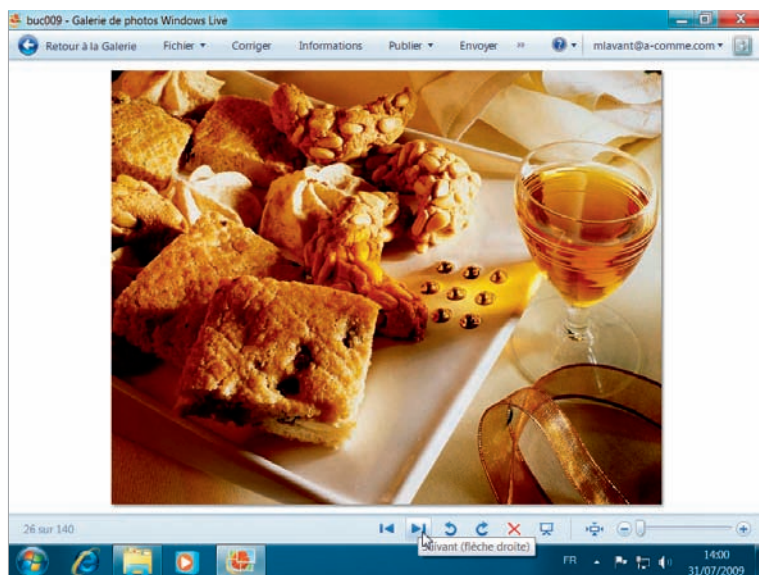 buc009 - Galerie de photos Windows Live
Retour à la Galerie Fichier Corriger Informations Publier Envoyer » mlavant@a-comme.com
26 sur 140
Suivant (flèche droite)
FR 14:00
31/07/2009